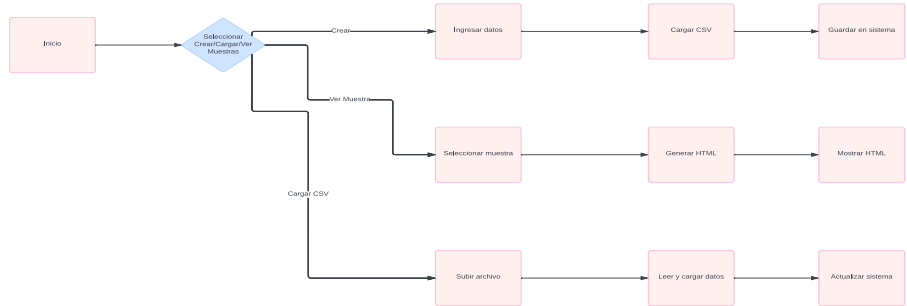 Inicio
Seleccionar
Crear/Cargar/Ver
Muestras
Crear
Ingresar datos
Cargar CSV
Guardar en sistema
Ver Muestra
Seleccionar muestra
Generar HTML
Mostrar HTML
Cargar CSV
Subir archivo
Leer y cargar datos
Actualizar sistema